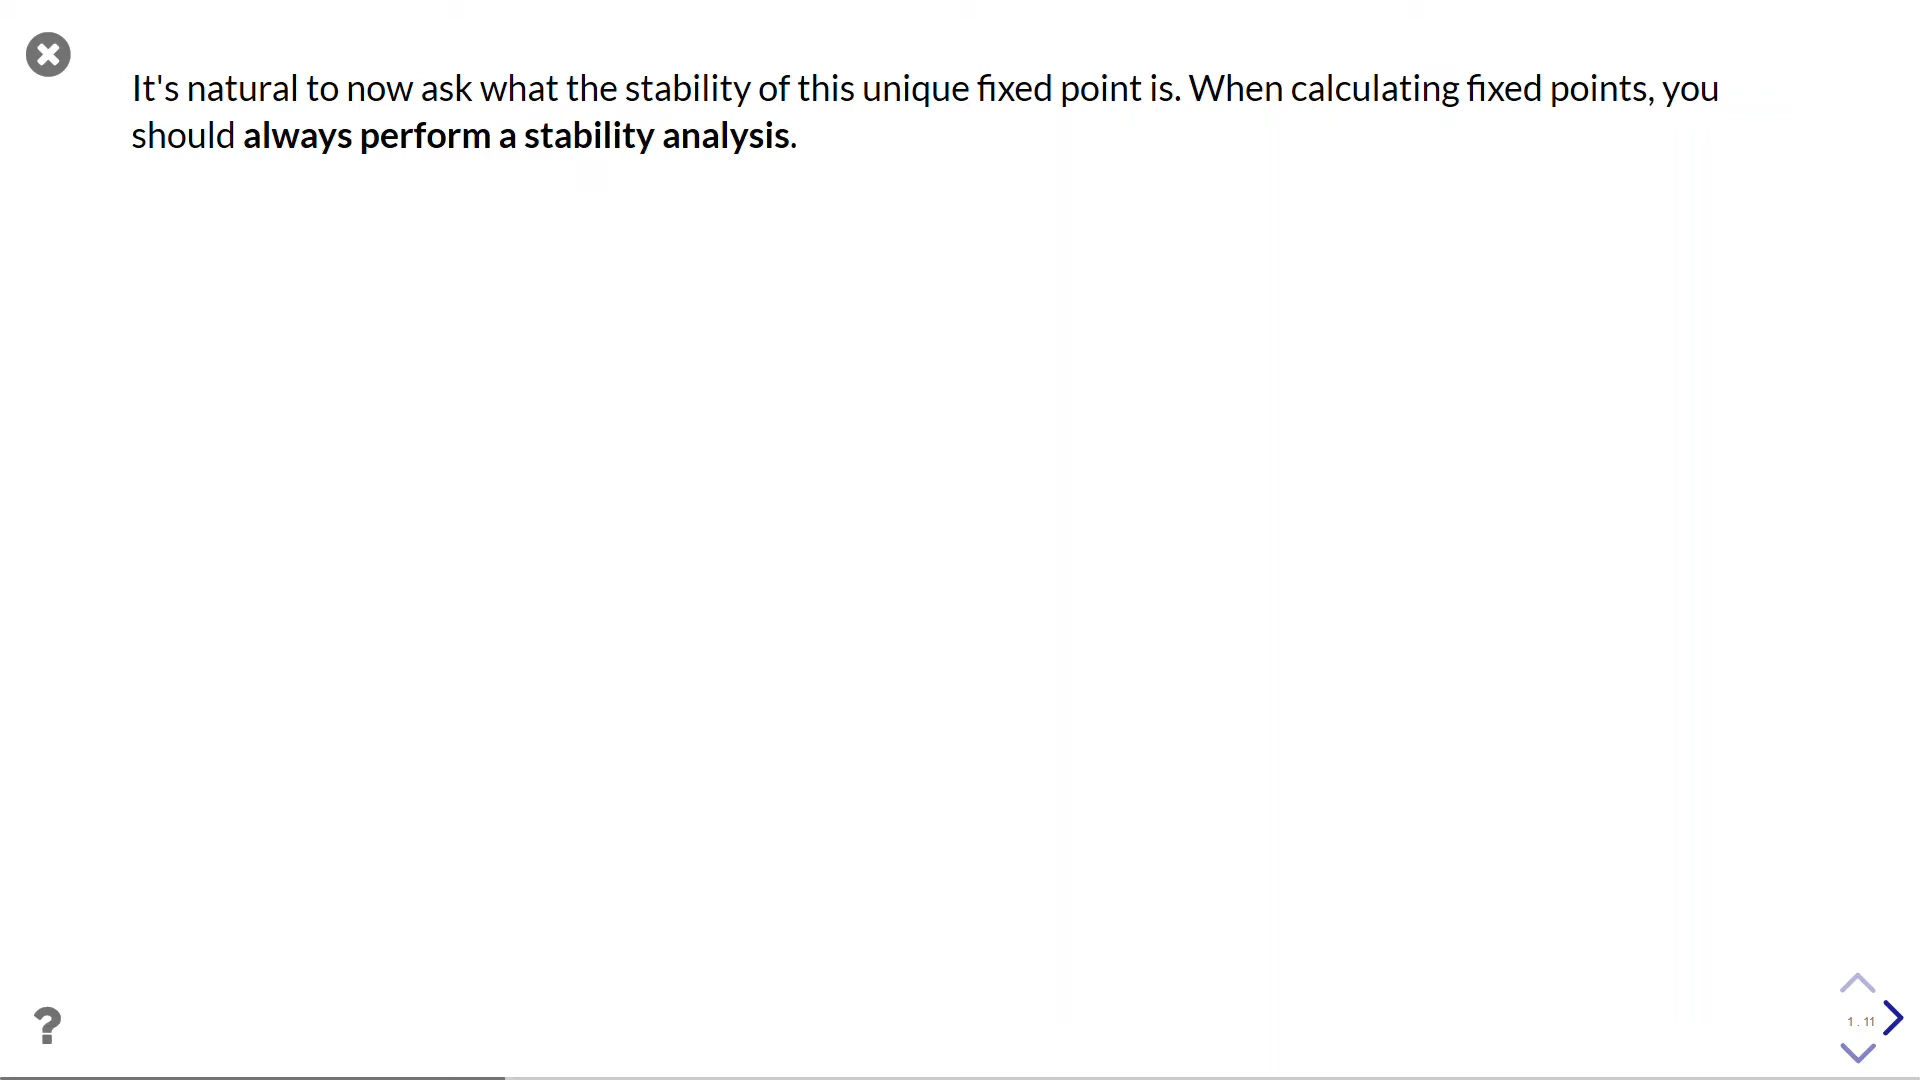 It's natural to now ask what the stability of this unique fixed point is. When calculating fixed points, you
should always perform a stability analysis.
?
1 . 11